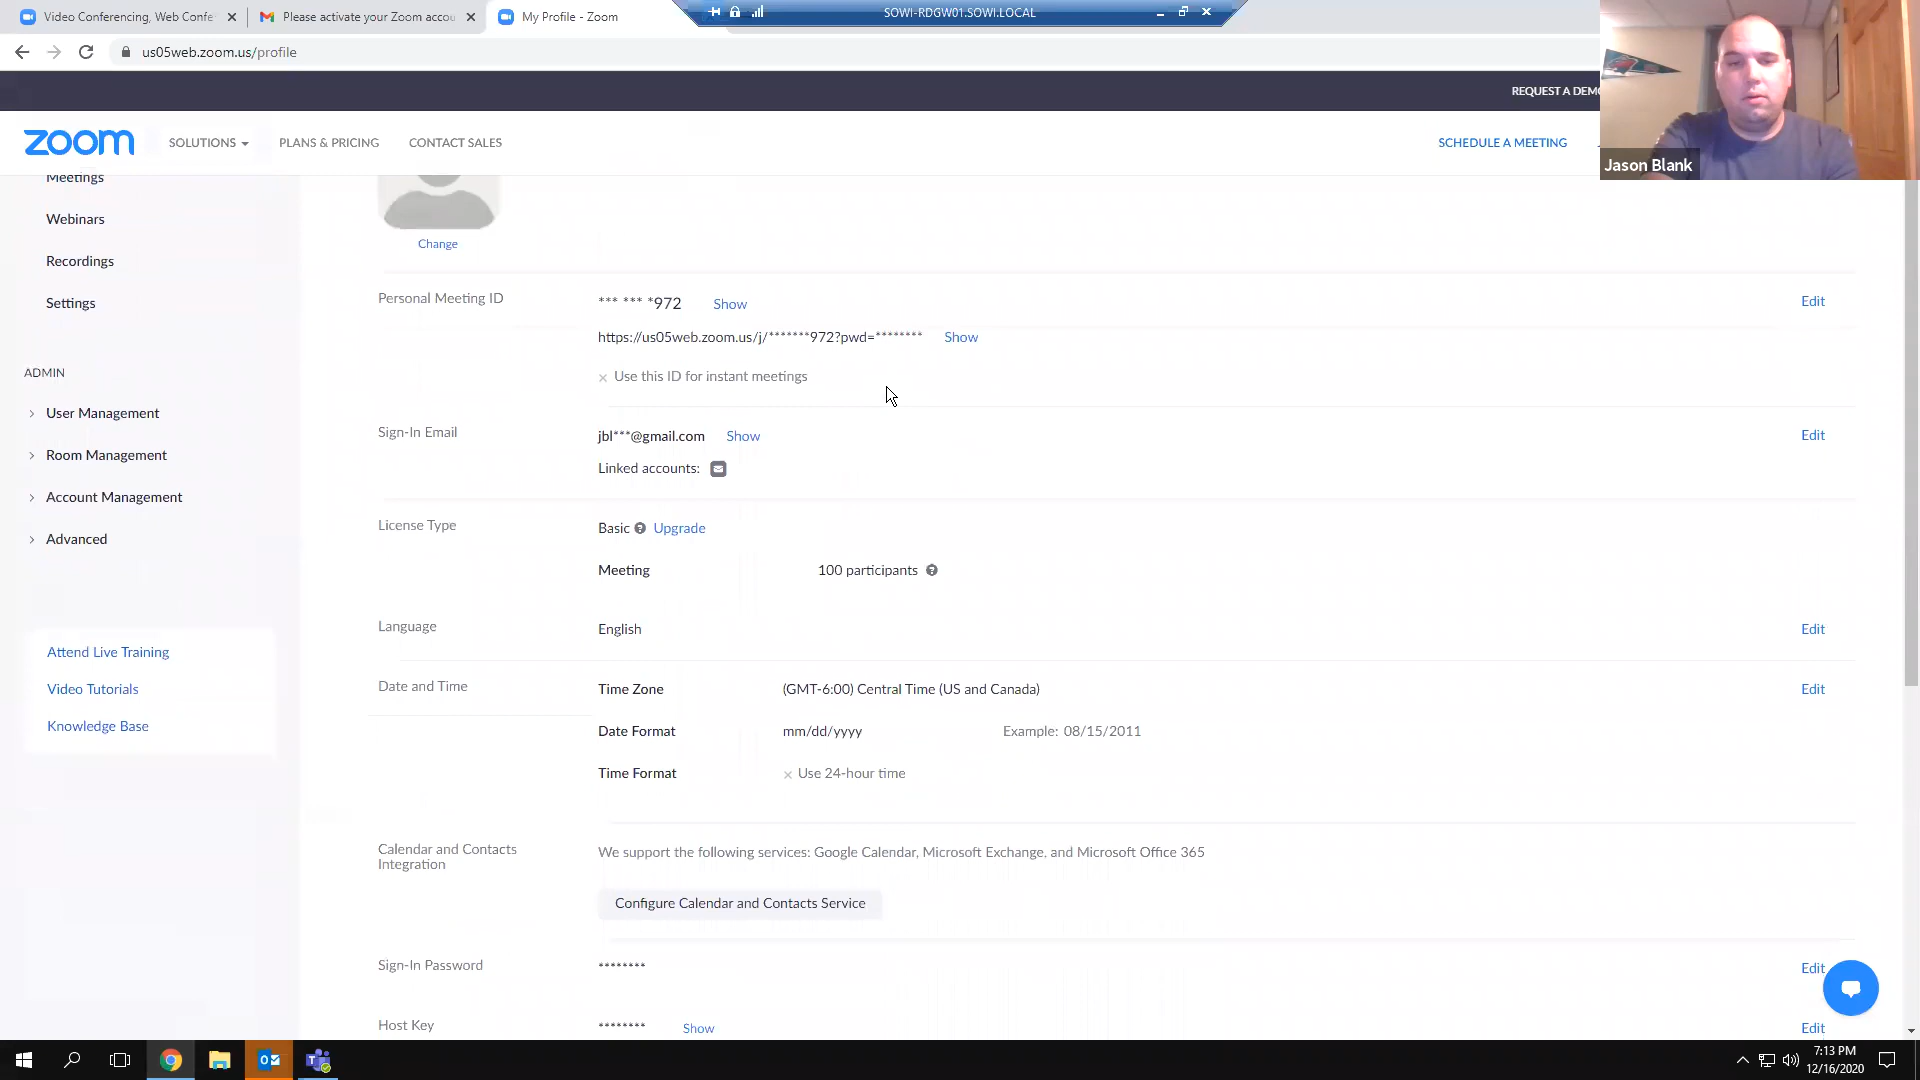 Video Conferencing, Web Confe
Please activate your Zoom accou
My Profile - Zoom
SOWI-RDGW01.SOWI.LOCAL
us05web.zoom.us/profile
REQUEST A DEMO
zoom
SOLUTIONS
PLANS & PRICING
CONTACT SALES
SCHEDULE A MEETING
Jason Blank
Meetings
Webinars
Recordings
Settings
ADMIN
User Management
Room Management
Account Management
Advanced
Attend Live Training
Video Tutorials
Knowledge Base
Change
Personal Meeting ID
*** *** *972 Show
Edit
https://us05web.zoom.us/j/*******972?pwd=******** Show
× Use this ID for instant meetings
Sign-In Email
jbl***@gmail.com Show
Edit
Linked accounts:
License Type
Basic Upgrade
Meeting 100 participants
Language
English
Edit
Date and Time
Time Zone (GMT-6:00) Central Time (US and Canada)
Edit
Date Format mm/dd/yyyy Example: 08/15/2011
Time Format × Use 24-hour time
Calendar and Contacts
Integration
We support the following services: Google Calendar, Microsoft Exchange, and Microsoft Office 365
Configure Calendar and Contacts Service
Sign-In Password
********
Edit
Host Key
******** Show
Edit
7:13 PM
12/16/2020